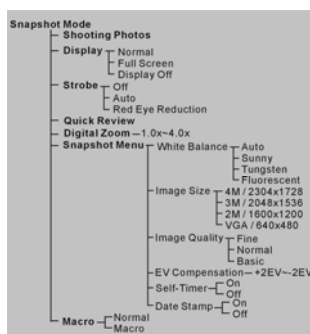 Snapshot Mode
Shooting Photos
Display
Normal
Full Screen
Display Off
Strobe
Off
Auto
Red Eye Reduction
Quick Review
Digital Zoom 1.0x~4.0x
Snapshot Menu
White Balance
Auto
Sunny
Tungsten
Fluorescent
Image Size
4M / 2304x1728
3M / 2048x1536
2M / 1600x1200
VGA / 640x480
Image Quality
Fine
Normal
Basic
EV Compensation +2EV~-2EV
Self-Timer
On
Off
Date Stamp
On
Off
Macro
Normal
Macro